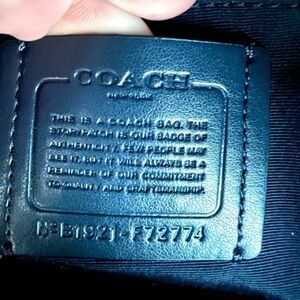 COACH
NEW YORK
THIS IS A COACH BAG. THE
STORYPATCH IS OUR BADGE OF
AUTHENTICITY. FEW PEOPLE MAY
SEE IT, BUT IT WILL ALWAYS BE A
REMINDER OF OUR COMMITMENT
TO QUALITY AND CRAFTSMANSHIP.
F72774